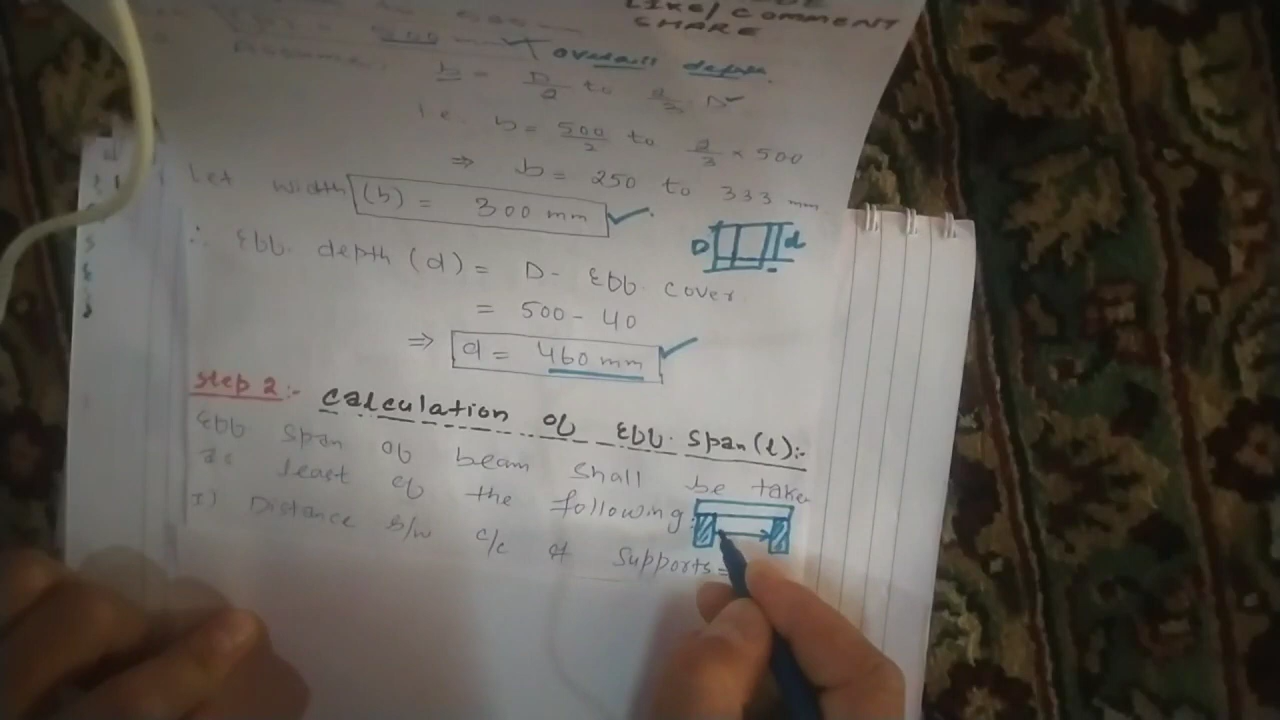 LIKE/COMMENT
SHARE
overall depth
b = D/2 to 2/3 D
i.e. b = 500/2 to 2/3 × 500
⇒ b = 250 to 333 mm
Let width (b) = 300 mm
∴ Eff. depth (d) = D - Eff. cover
D d
= 500 - 40
⇒ d = 460 mm
Step 2:- Calculation of Eff. Span (l):-
Eff span of beam shall be taken
as least of the following:
I) Distance b/w c/c of supports =